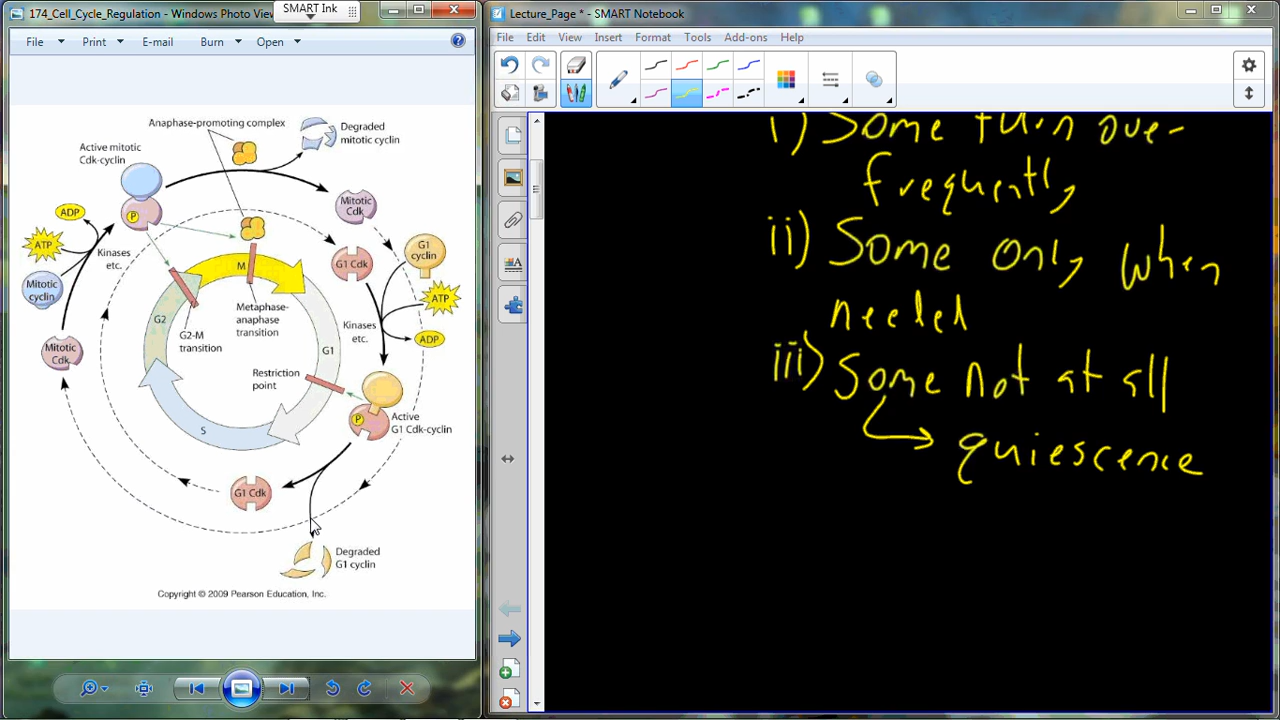 174_Cell_Cycle_Regulation - Windows Photo View
SMART Ink
File Print E-mail Burn Open
Anaphase-promoting complex
Degraded
mitotic cyclin
Active mitotic
Cdk-cyclin
P
Mitotic
Cdk
ADP
ATP
Kinases
etc.
Mitotic
cyclin
Mitotic
Cdk
G1 Cdk
G1
cyclin
ATP
Kinases
etc.
ADP
M
Metaphase-
anaphase
transition
G2
G2-M
transition
G1
Restriction
point
S
P
Active
G1 Cdk-cyclin
G1 Cdk
Degraded
G1 cyclin
Copyright © 2009 Pearson Education, Inc.
Lecture_Page * - SMART Notebook
File Edit View Insert Format Tools Add-ons Help
i) Some turn over
frequently
ii) Some only when
needed
iii) Some not at all
quiescence